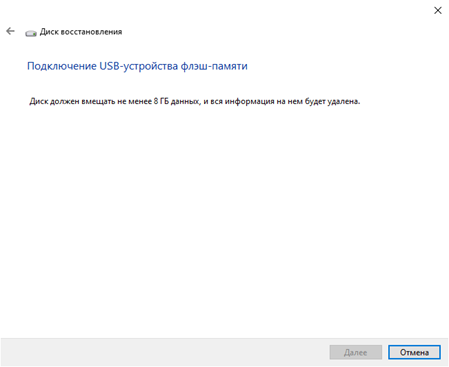 Диск восстановления
Подключение USB-устройства флэш-памяти
Диск должен вмещать не менее 8 ГБ данных, и вся информация на нем будет удалена.
Далее Отмена